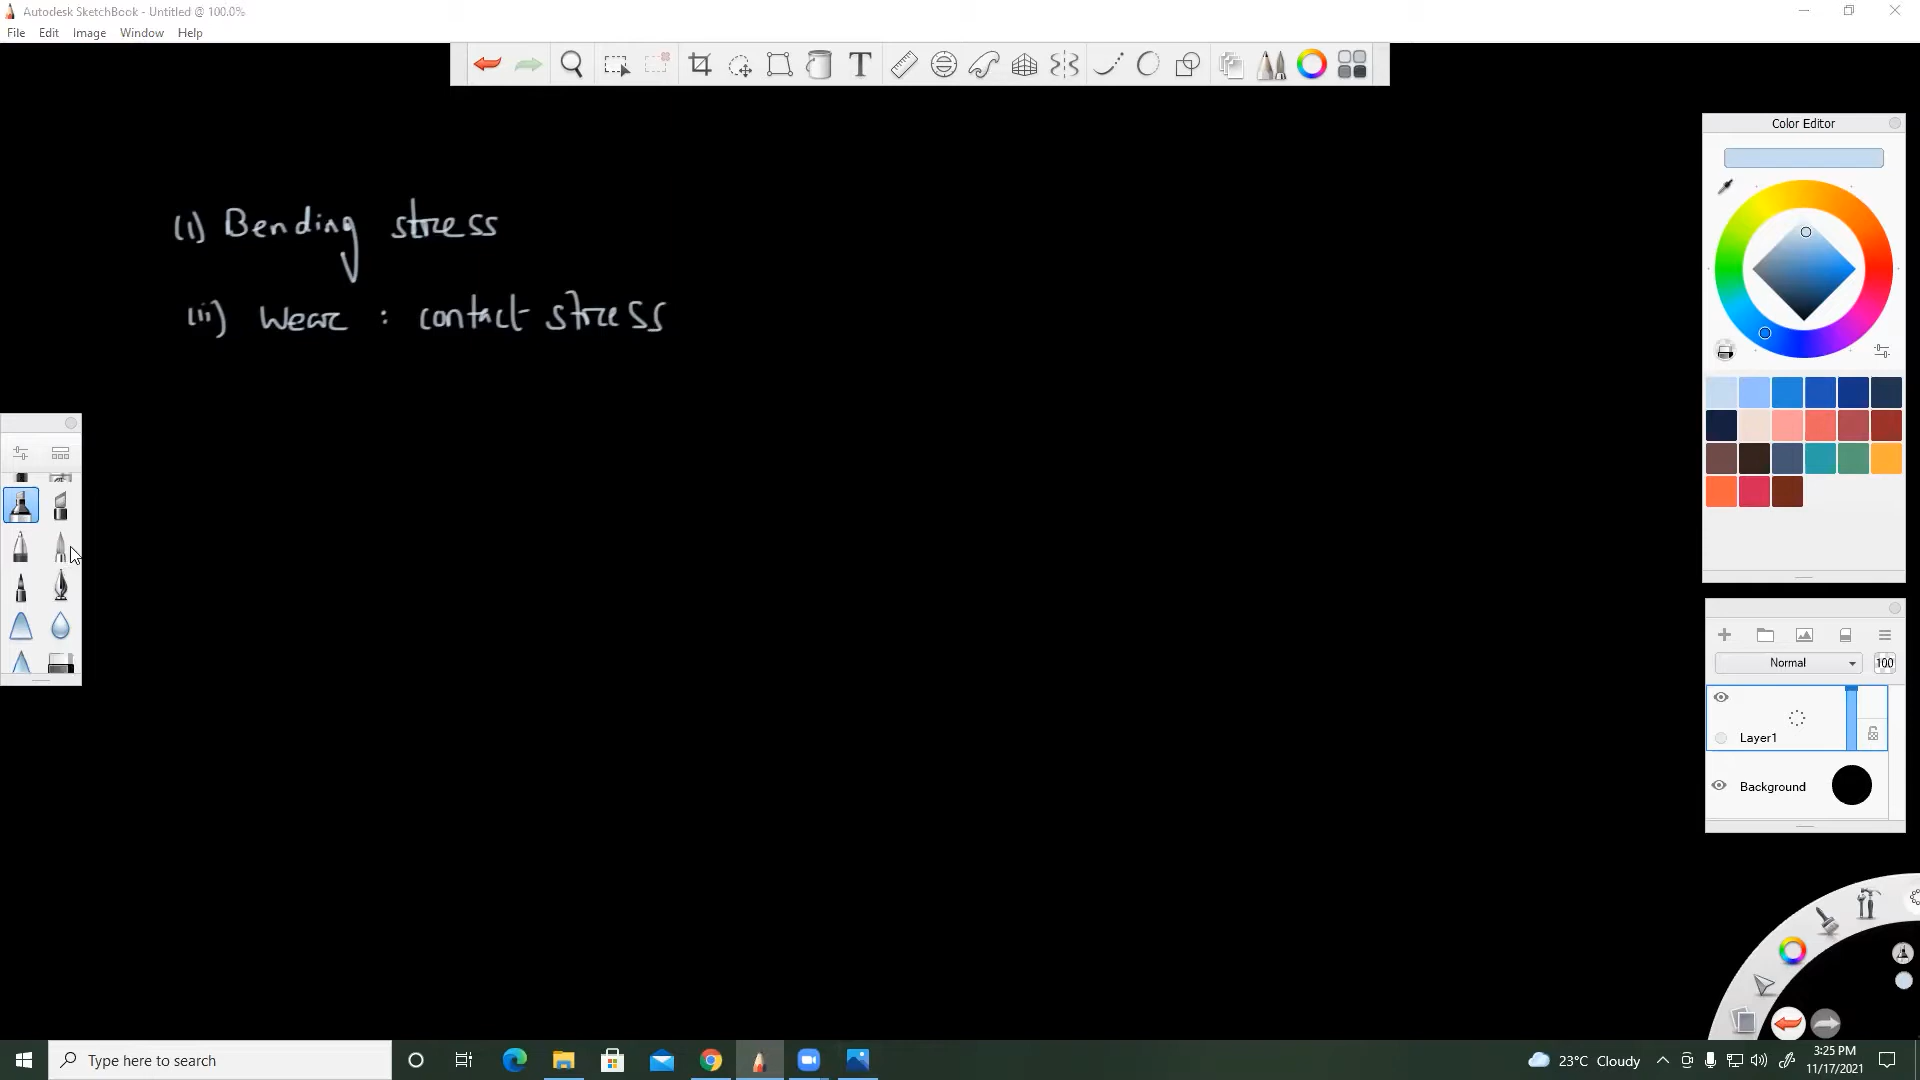 Autodesk SketchBook - Untitled @ 100.0%
File Edit Image Window Help
T
Color Editor
(i) Bending stress
(ii) Wear : contact stress
Normal 100
Layer1
Background
Type here to search
23°C Cloudy
3:25 PM
11/17/2021